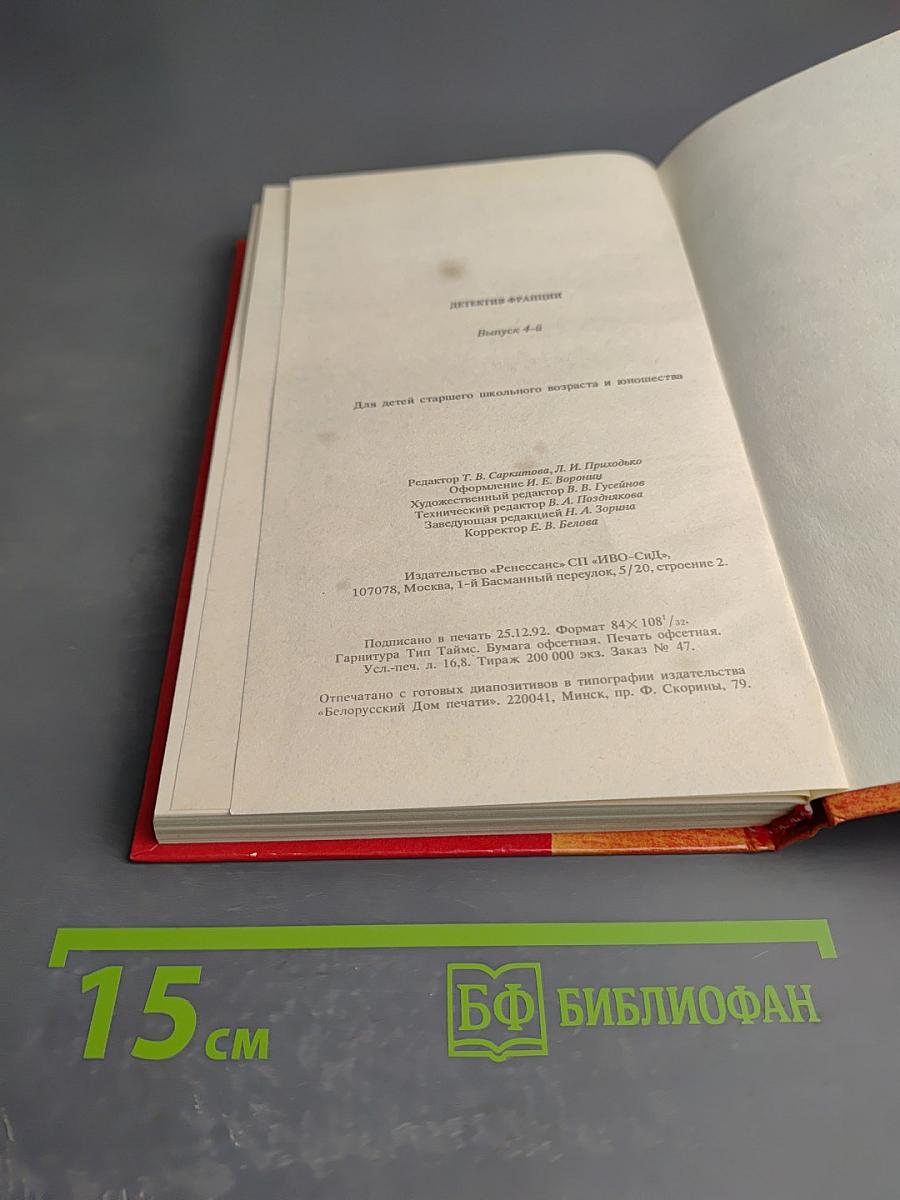 ДЕТЕКТИВ ФРАНЦИИ
Выпуск 4-й
Для детей старшего школьного возраста и юношества
Редактор Т. В. Саркитова, Л. И. Приходько
Оформление И. Е. Воронин
Художественный редактор В. В. Гусейнов
Технический редактор В. А. Позднякова
Заведующая редакцией Н. А. Зорина
Корректор Е. В. Белова
Издательство «Ренессанс» СП «ИВО-СиД»,
107078, Москва, 1-й Басманный переулок, 5/20, строение 2.
Подписано в печать 25.12.92. Формат 84×108¹/₃₂.
Гарнитура Тип Таймс. Бумага офсетная. Печать офсетная.
Усл.-печ. л. 16,8. Тираж 200 000 экз. Заказ № 47.
Отпечатано с готовых диапозитивов в типографии издательства
«Белорусский Дом печати». 220041, Минск, пр. Ф. Скорины, 79.
15 см
БФ БИБЛИОФАН